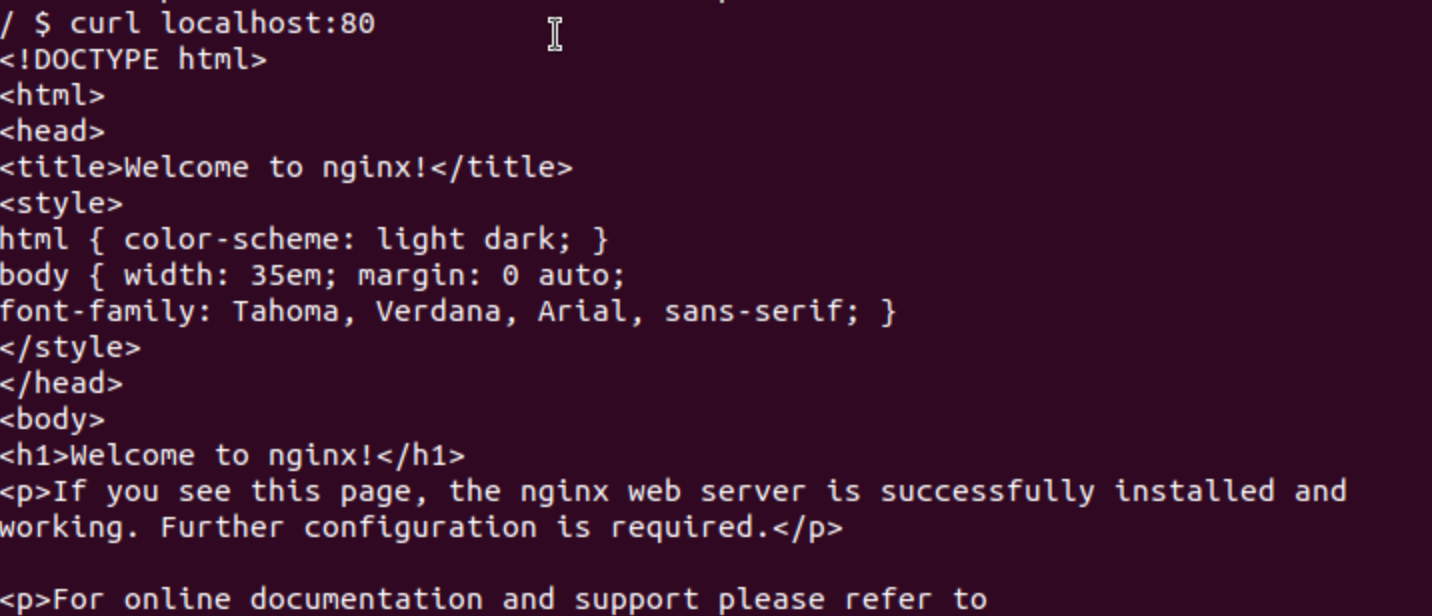 / $ curl localhost:80
<!DOCTYPE html>
<html>
<head>
<title>Welcome to nginx!</title>
<style>
html { color-scheme: light dark; }
body { width: 35em; margin: 0 auto;
font-family: Tahoma, Verdana, Arial, sans-serif; }
</style>
</head>
<body>
<h1>Welcome to nginx!</h1>
<p>If you see this page, the nginx web server is successfully installed and
working. Further configuration is required.</p>

<p>For online documentation and support please refer to